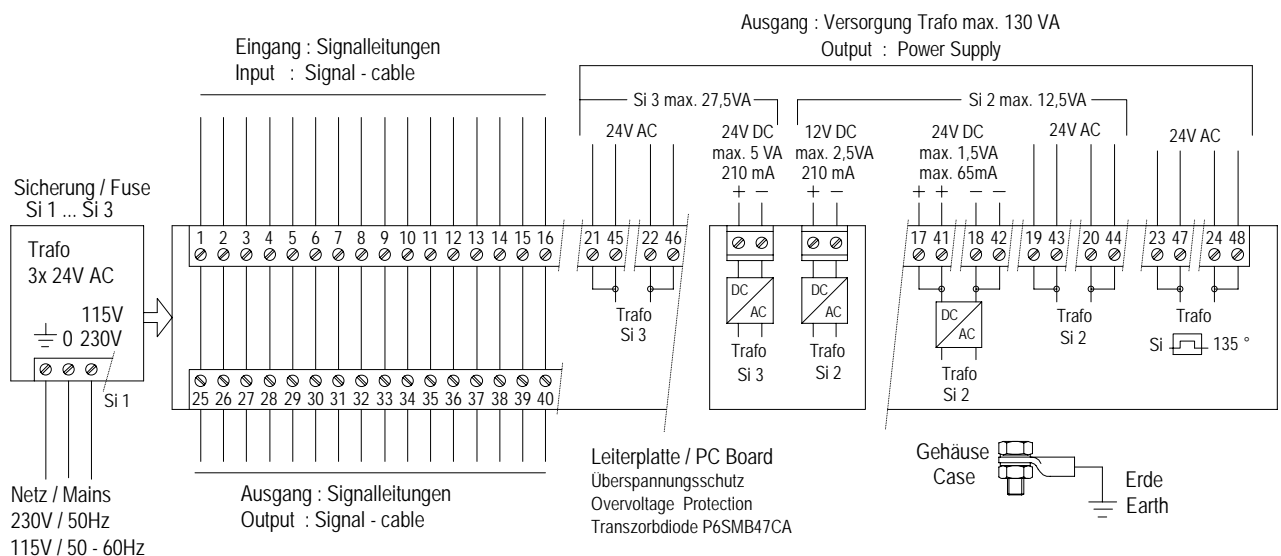 Ausgang : Versorgung Trafo max. 130 VA
Output : Power Supply
Eingang : Signalleitungen
Input : Signal - cable
Si 3 max. 27,5VA
Si 2 max. 12,5VA
24V AC
24V DC
max. 5 VA
210 mA
+ −
12V DC
max. 2,5VA
210 mA
+ −
24V DC
max. 1,5VA
max. 65mA
+ + − −
24V AC
24V AC
Sicherung / Fuse
Si 1 ... Si 3
Trafo
3x 24V AC
115V
0 230V
Si 1
1 2 3 4 5 6 7 8 9 10 11 12 13 14 15 16
21 45 22 46
17 41 18 42 19 43 20 44 23 47 24 48
Trafo
Si 3
DC
AC
Trafo
Si 3
DC
AC
Trafo
Si 2
DC
AC
Trafo
Si 2
Trafo
Si 2
Trafo
Si 135 °
25 26 27 28 29 30 31 32 33 34 35 36 37 38 39 40
Netz / Mains
230V / 50Hz
115V / 50 - 60Hz
Ausgang : Signalleitungen
Output : Signal - cable
Leiterplatte / PC Board
Überspannungsschutz
Overvoltage Protection
Transzorbdiode P6SMB47CA
Gehäuse
Case
Erde
Earth